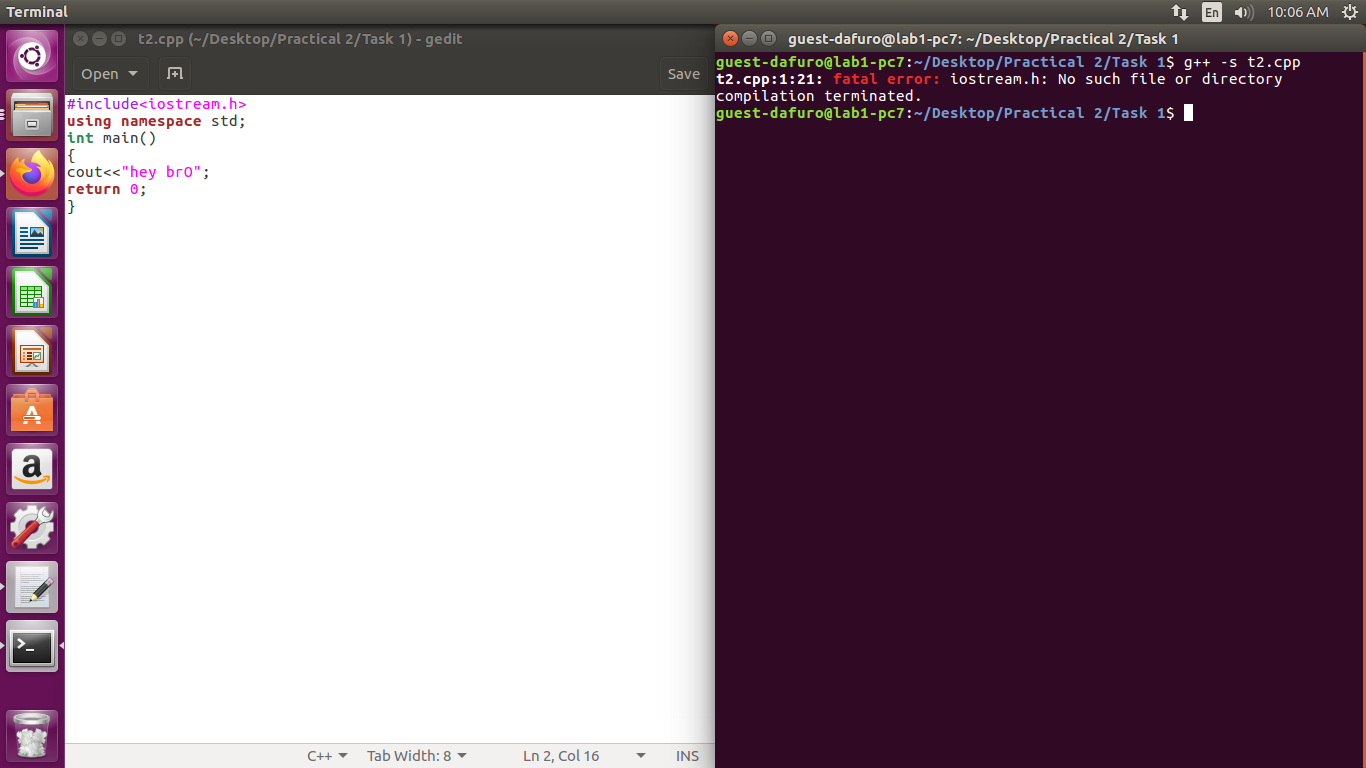 Terminal
En
10:06 AM
t2.cpp (~/Desktop/Practical 2/Task 1) - gedit
Open
Save
#include<iostream.h>
using namespace std;
int main()
{
cout<<"hey brO";
return 0;
}
C++
Tab Width: 8
Ln 2, Col 16
INS
guest-dafuro@lab1-pc7: ~/Desktop/Practical 2/Task 1
guest-dafuro@lab1-pc7:~/Desktop/Practical 2/Task 1$ g++ -s t2.cpp
t2.cpp:1:21: fatal error: iostream.h: No such file or directory
compilation terminated.
guest-dafuro@lab1-pc7:~/Desktop/Practical 2/Task 1$